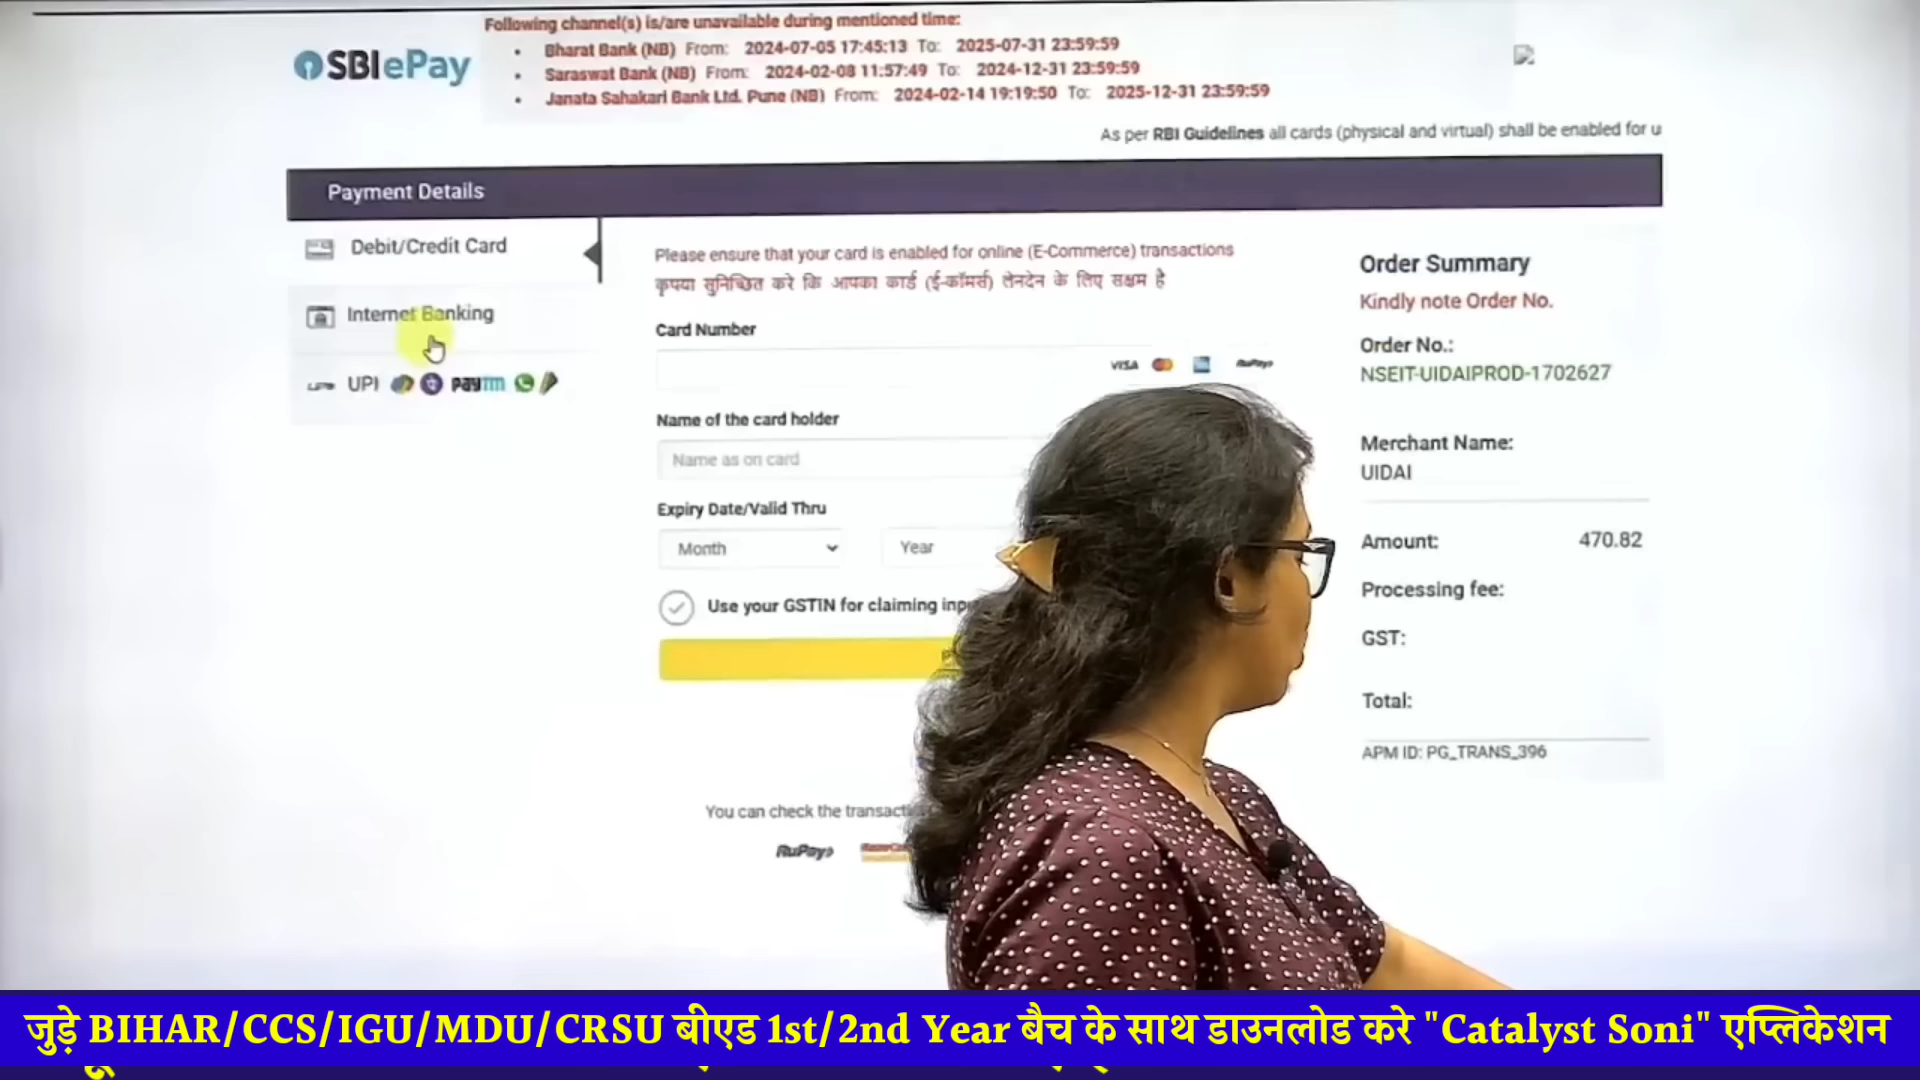 Following channel(s) is/are unavailable during mentioned time:
SBIePay
• Bharat Bank (NB) From: 2024-07-05 17:45:13 To: 2025-07-31 23:59:59
• Saraswat Bank (NB) From: 2024-02-08 11:57:49 To: 2024-12-31 23:59:59
• Janata Sahakari Bank Ltd. Pune (NB) From: 2024-02-14 19:19:50 To: 2025-12-31 23:59:59
As per RBI Guidelines all cards (physical and virtual) shall be enabled for u
Payment Details
Debit/Credit Card
Internet Banking
UPI paytm
Please ensure that your card is enabled for online (E-Commerce) transactions
कृपया सुनिश्चित करे कि आपका कार्ड (ई-कॉमर्स) लेनदेन के लिए सक्षम है
Card Number
VISA RuPay
Name of the card holder
Name as on card
Expiry Date/Valid Thru
Month Year
Use your GSTIN for claiming inp
You can check the transacti
RuPay
Order Summary
Kindly note Order No.
Order No.:
NSEIT-UIDAIPROD-1702627
Merchant Name:
UIDAI
Amount: 470.82
Processing fee:
GST:
Total:
APM ID: PG_TRANS_396
जुड़े BIHAR/CCS/IGU/MDU/CRSU बीएड 1st/2nd Year बैच के साथ डाउनलोड करे "Catalyst Soni" एप्लिकेशन